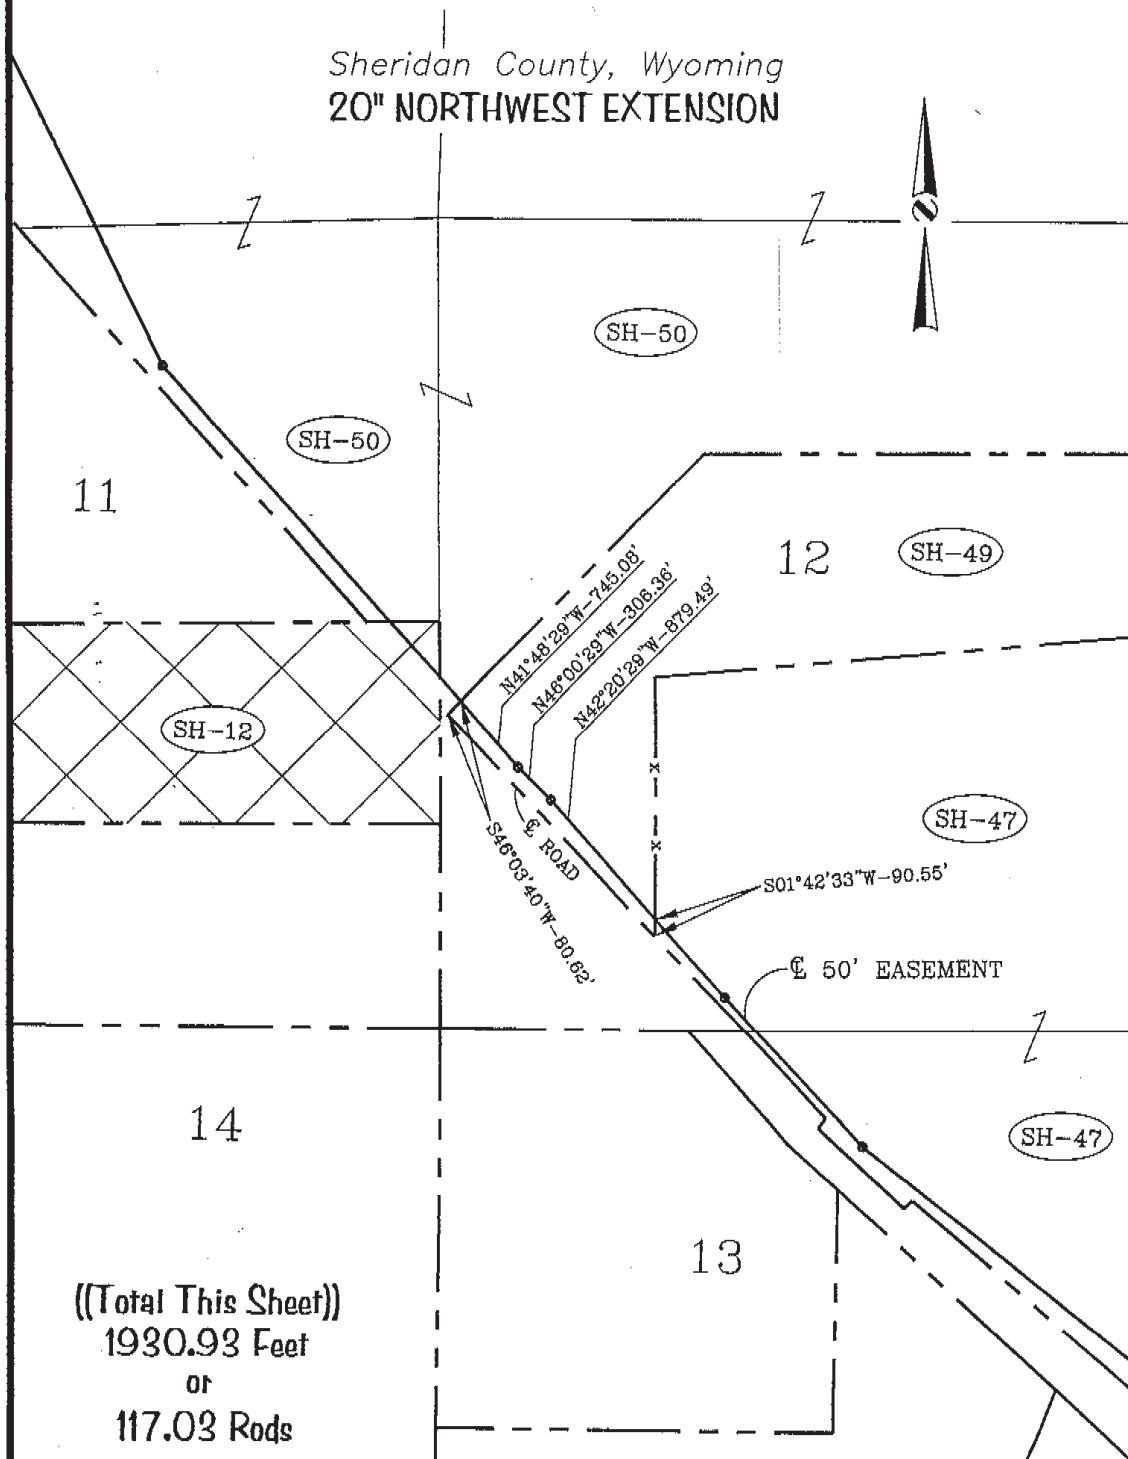 Sheridan County, Wyoming
20" NORTHWEST EXTENSION
SH-50
SH-50
11
12
SH-49
N41°48'29"W-745.08'
N46°00'29"W-306.36'
N42°20'29"W-879.49'
SH-12
SH-47
S46°03'40"W-80.62'
℄ ROAD
S01°42'33"W-90.55'
℄ 50' EASEMENT
14
SH-47
13
((Total This Sheet))
1930.93 Feet
or
117.03 Rods